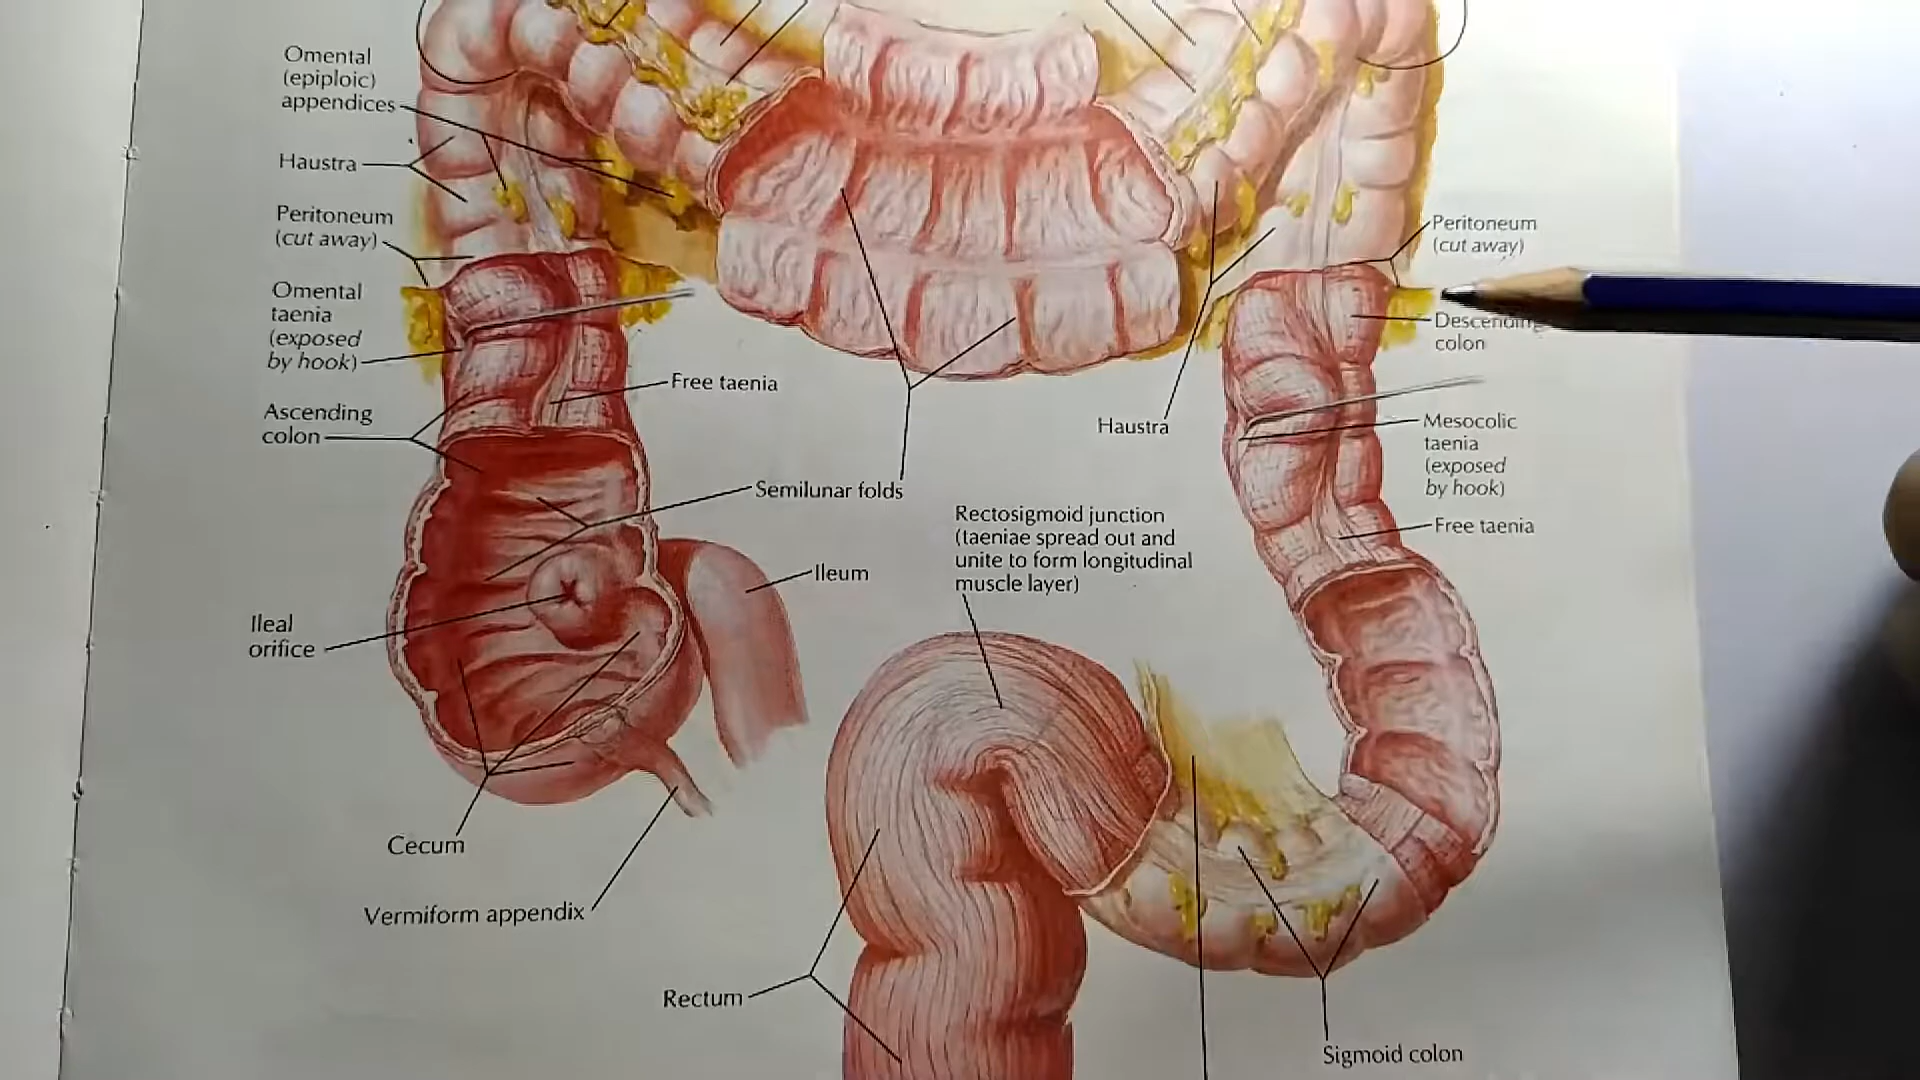 Omental
(epiploic)
appendices
Haustra
Peritoneum
(cut away)
Omental
taenia
(exposed
by hook)
Ascending
colon
Free taenia
Semilunar folds
Ileum
Ileal
orifice
Cecum
Vermiform appendix
Rectosigmoid junction
(taeniae spread out and
unite to form longitudinal
muscle layer)
Rectum
Haustra
Peritoneum
(cut away)
Descending
colon
Mesocolic
taenia
(exposed
by hook)
Free taenia
Sigmoid colon